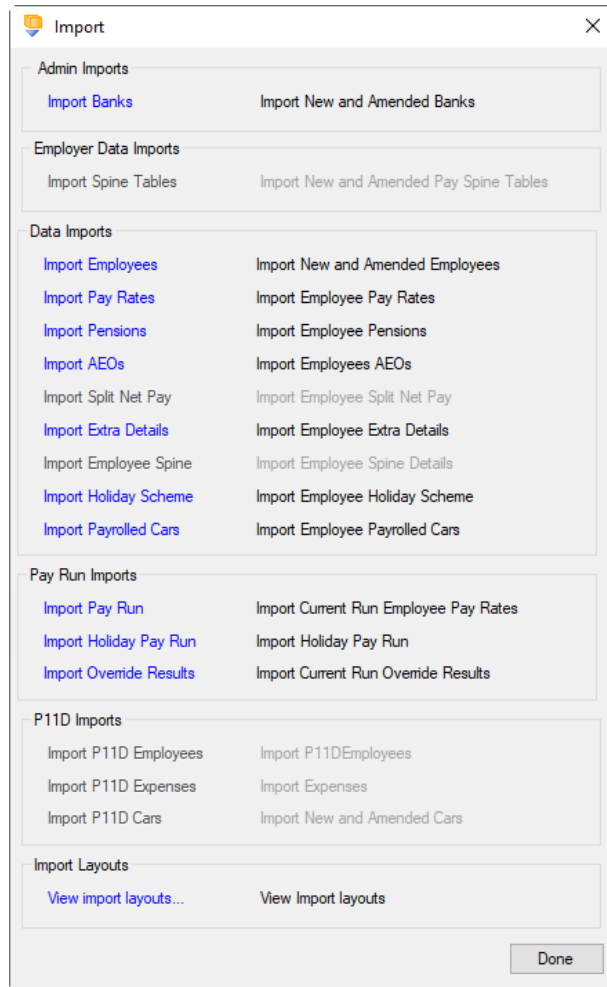 Import
Admin Imports
Import Banks Import New and Amended Banks
Employer Data Imports
Import Spine Tables Import New and Amended Pay Spine Tables
Data Imports
Import Employees Import New and Amended Employees
Import Pay Rates Import Employee Pay Rates
Import Pensions Import Employee Pensions
Import AEOs Import Employees AEOs
Import Split Net Pay Import Employee Split Net Pay
Import Extra Details Import Employee Extra Details
Import Employee Spine Import Employee Spine Details
Import Holiday Scheme Import Employee Holiday Scheme
Import Payrolled Cars Import Employee Payrolled Cars
Pay Run Imports
Import Pay Run Import Current Run Employee Pay Rates
Import Holiday Pay Run Import Holiday Pay Run
Import Override Results Import Current Run Override Results
P11D Imports
Import P11D Employees Import P11DEmployees
Import P11D Expenses Import Expenses
Import P11D Cars Import New and Amended Cars
Import Layouts
View import layouts... View Import layouts
Done